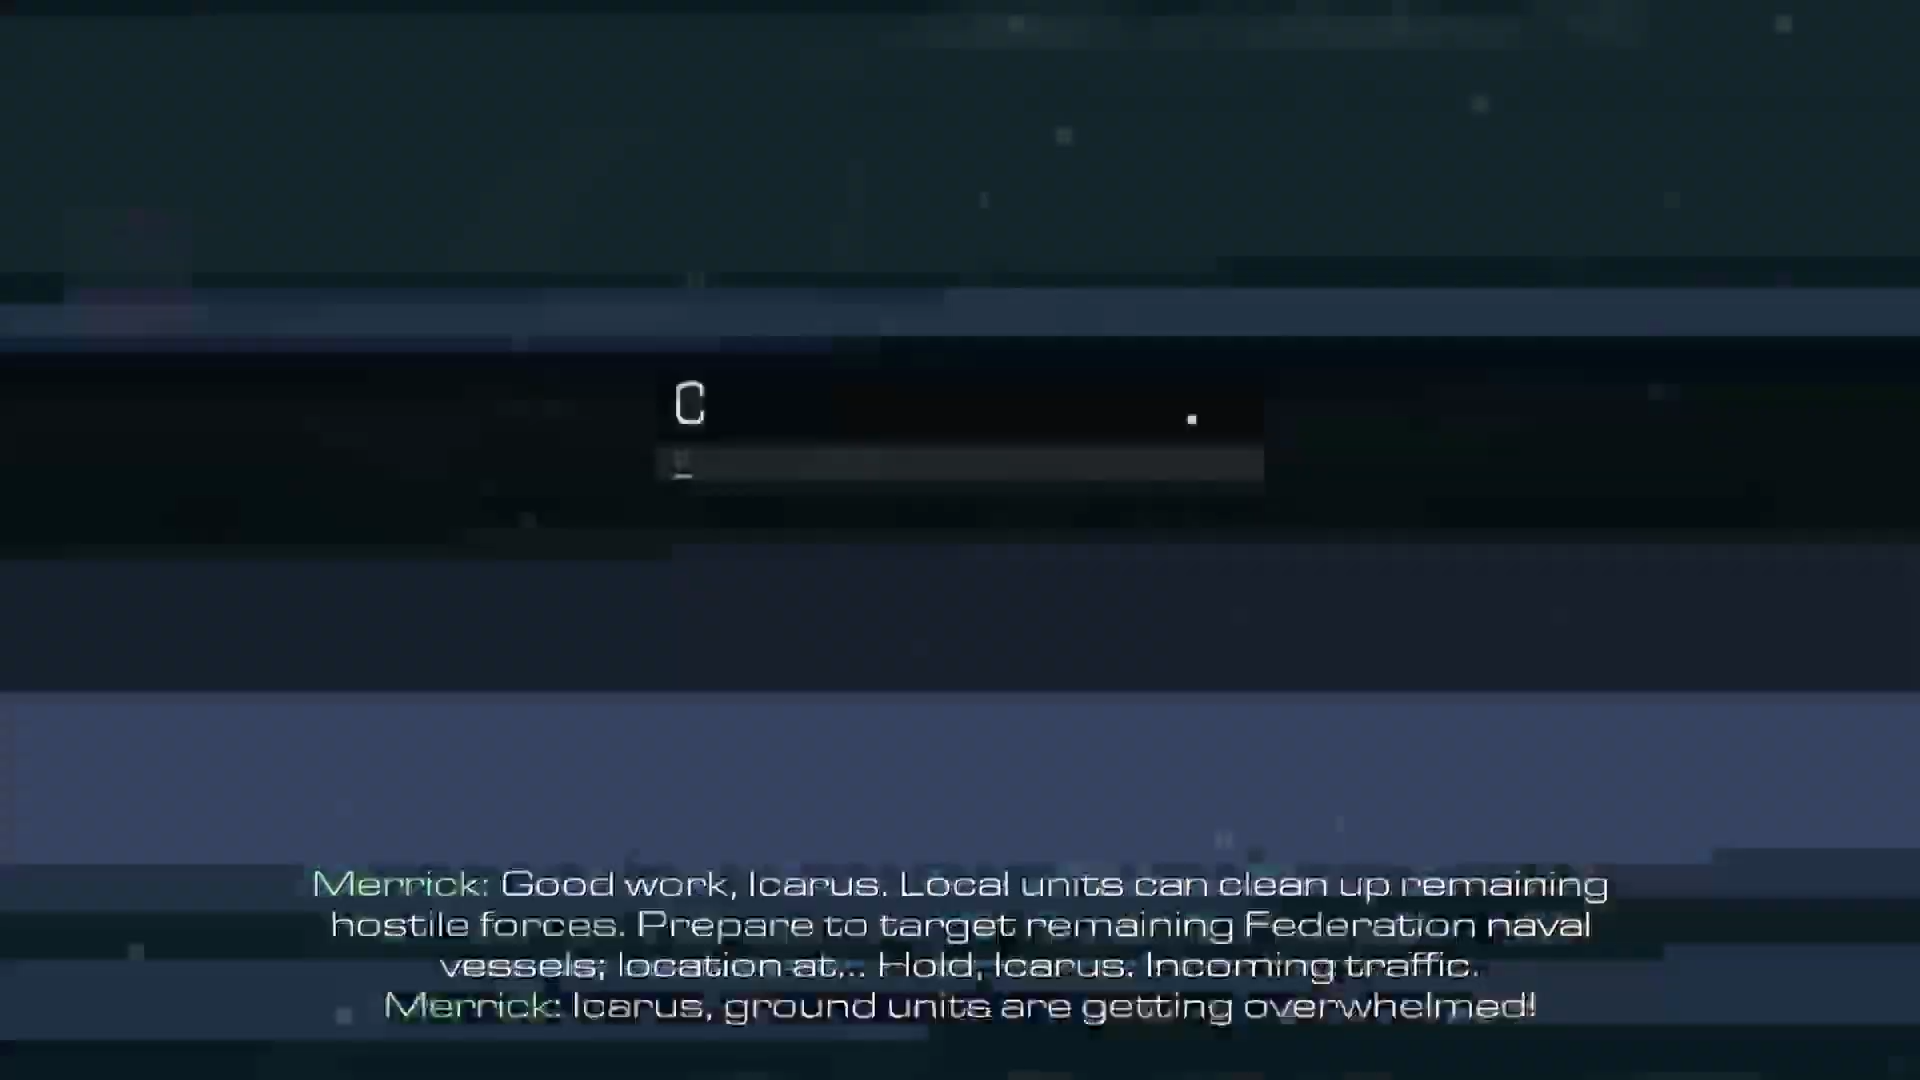 C .
Merrick: Good work, Icarus. Local units can clean up remaining
hostile forces. Prepare to target remaining Federation naval
vessels; location at... Hold, Icarus. Incoming traffic.
Merrick: Icarus, ground units are getting overwhelmed!